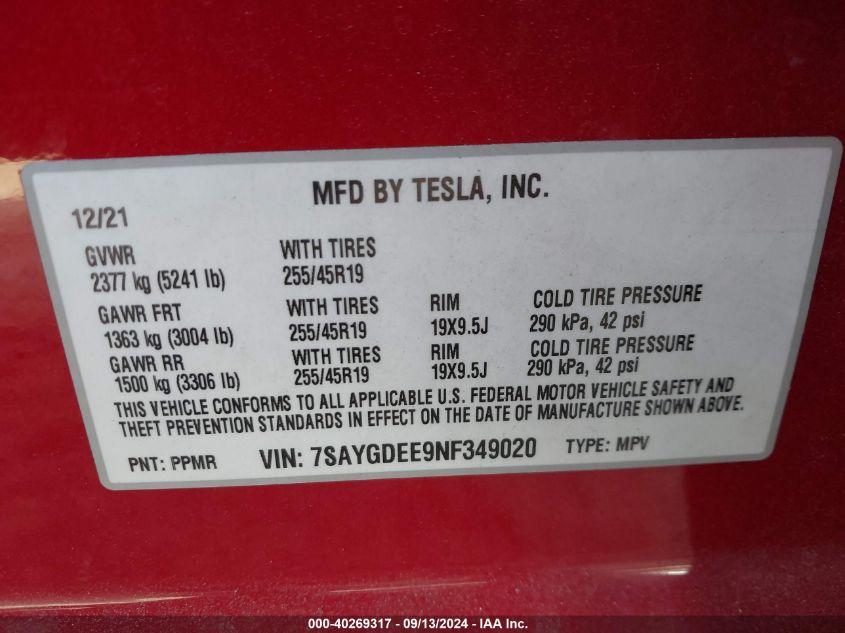 MFD BY TESLA, INC.
12/21
GVWR WITH TIRES
2377 kg (5241 lb) 255/45R19
GAWR FRT WITH TIRES RIM COLD TIRE PRESSURE
1363 kg (3004 lb) 255/45R19 19X9.5J 290 kPa, 42 psi
GAWR RR WITH TIRES RIM COLD TIRE PRESSURE
1500 kg (3306 lb) 255/45R19 19X9.5J 290 kPa, 42 psi
THIS VEHICLE CONFORMS TO ALL APPLICABLE U.S. FEDERAL MOTOR VEHICLE SAFETY AND
THEFT PREVENTION STANDARDS IN EFFECT ON THE DATE OF MANUFACTURE SHOWN ABOVE.
PNT: PPMR VIN: 7SAYGDEE9NF349020 TYPE: MPV
000-40269317 - 09/13/2024 - IAA Inc.